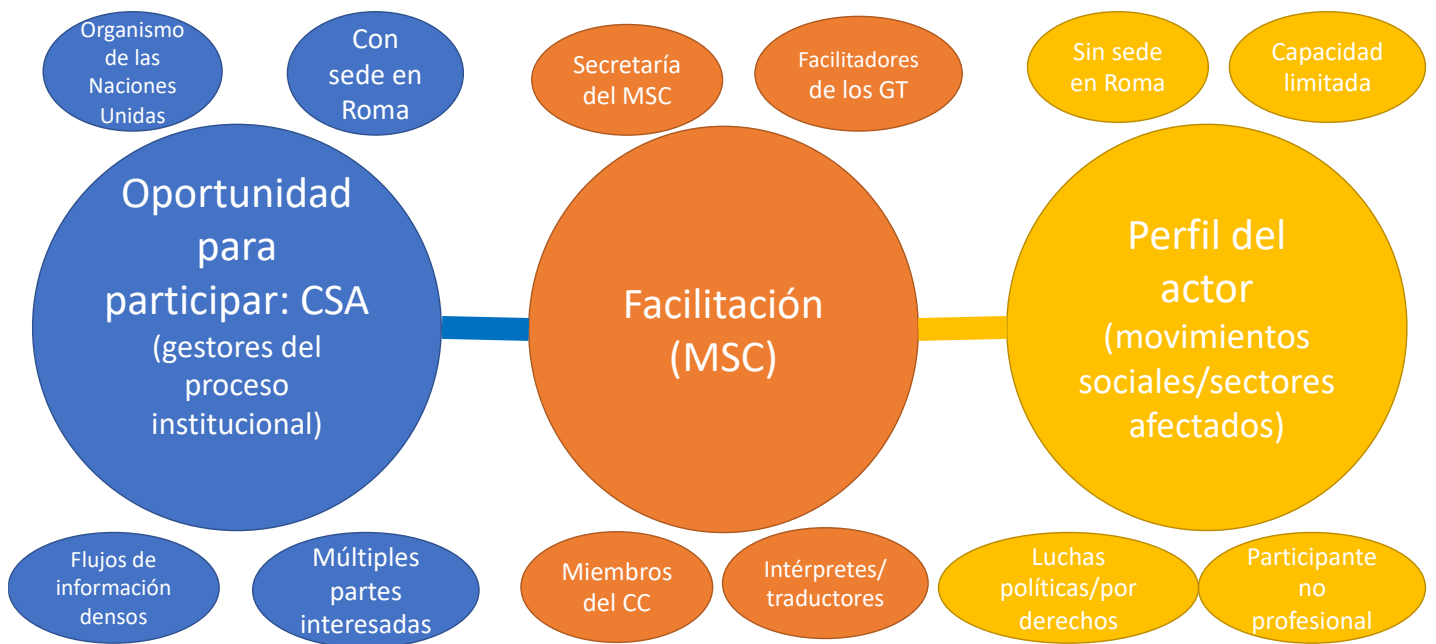 Organismo
de las
Naciones
Unidas
Con
sede en
Roma
Oportunidad
para
participar: CSA
(gestores del
proceso
institucional)
Flujos de
información
densos
Múltiples
partes
interesadas
Secretaría
del MSC
Facilitadores
de los GT
Facilitación
(MSC)
Miembros
del CC
Intérpretes/
traductores
Sin sede
en Roma
Capacidad
limitada
Perfil del
actor
(movimientos
sociales/sectores
afectados)
Luchas
políticas/por
derechos
Participante
no
profesional